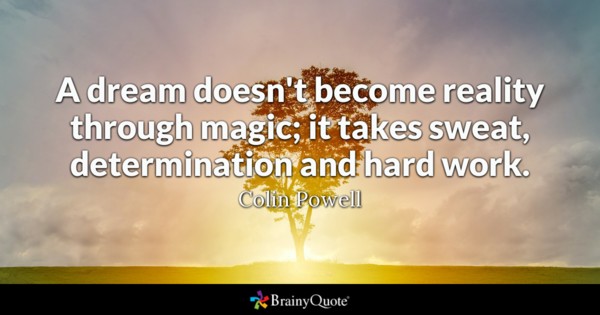 A dream doesn't become reality
through magic; it takes sweat,
determination and hard work.
Colin Powell
BrainyQuote